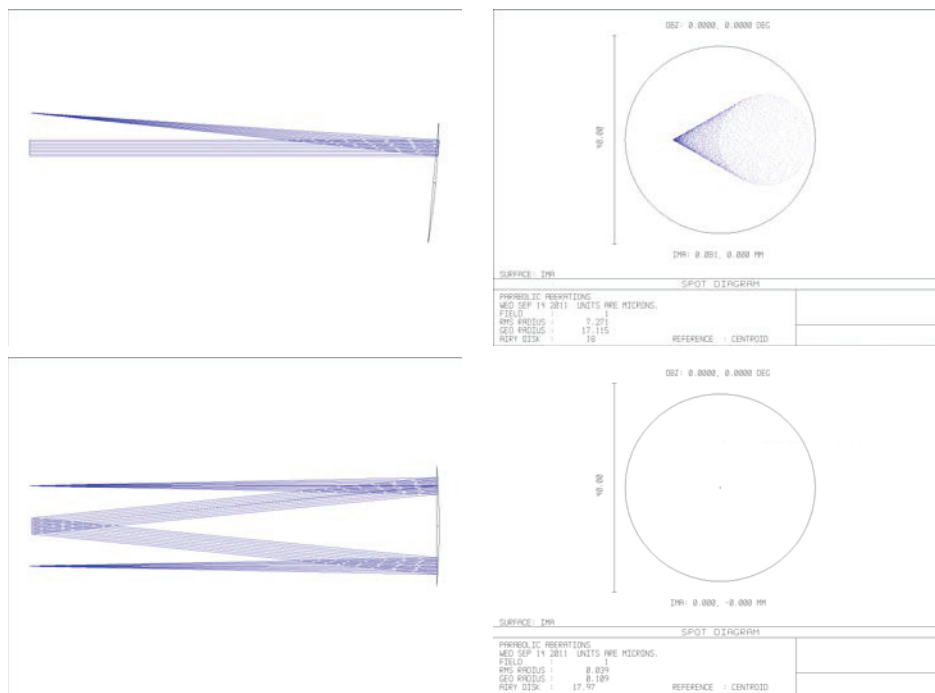 OBJ: 0.0000, 0.0000 DEG
40.00
IMA: 0.081, 0.000 MM
SURFACE: IMA
SPOT DIAGRAM
PARABOLIC ABERATIONS
WED SEP 14 2011 UNITS ARE MICRONS.
FIELD : 1
RMS RADIUS : 7.271
GEO RADIUS : 17.115
AIRY DISK : 18 REFERENCE : CENTROID
OBJ: 0.0000, 0.0000 DEG
40.00
IMA: 0.000, -0.000 MM
SURFACE: IMA
SPOT DIAGRAM
PARABOLIC ABERATIONS
WED SEP 14 2011 UNITS ARE MICRONS.
FIELD : 1
RMS RADIUS : 0.039
GEO RADIUS : 0.109
AIRY DISK : 17.97 REFERENCE : CENTROID